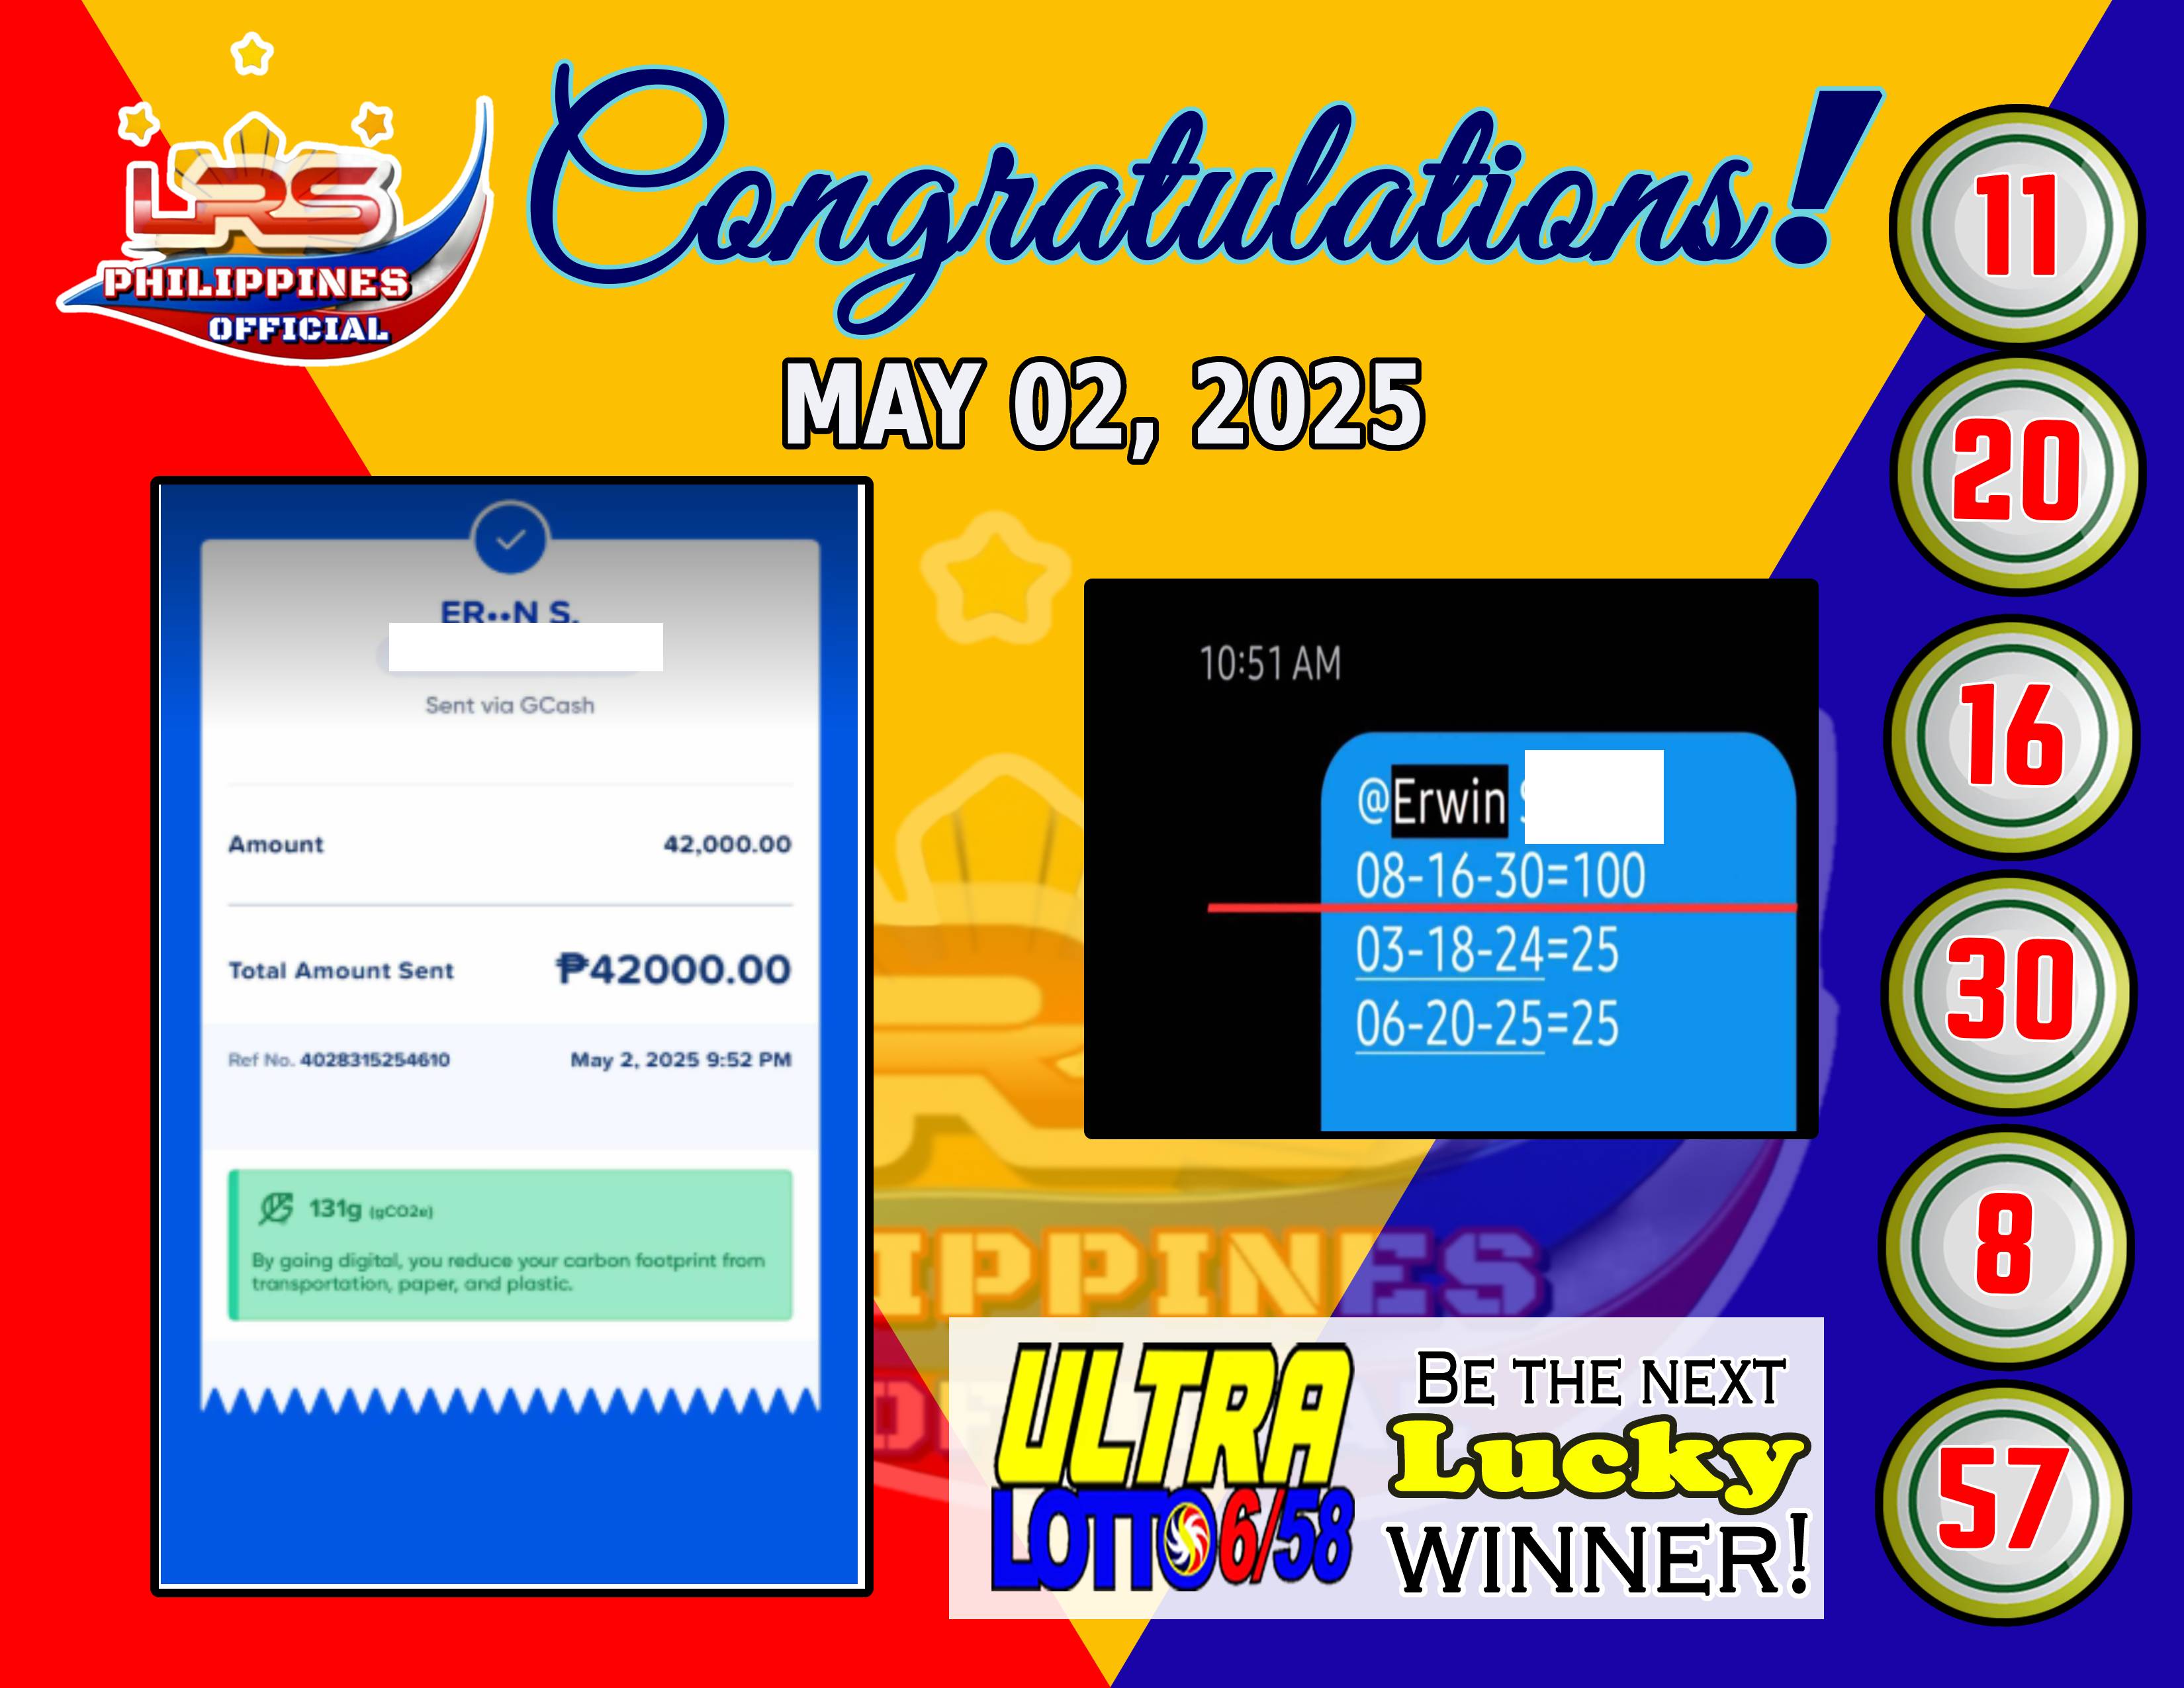 LRS
PHILIPPINES
OFFICIAL
Congratulations!
MAY 02, 2025
ER••N S.
Sent via GCash
Amount 42,000.00
Total Amount Sent ₱42000.00
Ref No. 4028315254610 May 2, 2025 9:52 PM
131g (gCO2e)
By going digital, you reduce your carbon footprint from
transportation, paper, and plastic.
10:51 AM
@Erwin
08-16-30=100
03-18-24=25
06-20-25=25
ULTRA
LOTTO 6/58
BE THE NEXT
Lucky
WINNER!
11
20
16
30
8
57